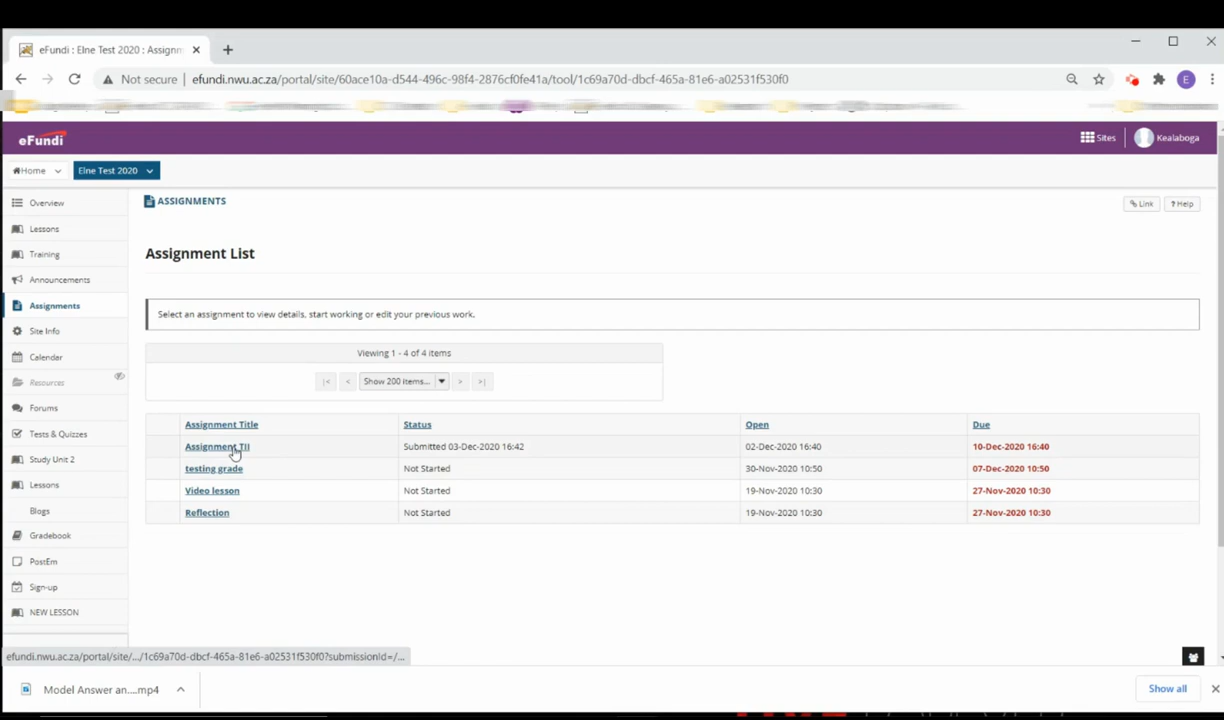 eFundi : Elne Test 2020 : Assignm
Not secure | efundi.nwu.ac.za/portal/site/60ace10a-d544-496c-98f4-2876cf0fe41a/tool/1c69a70d-dbcf-465a-81e6-a02531f530f0
E
eFundi
Sites
Kealaboga
Home
Elne Test 2020
Overview
ASSIGNMENTS
Link
? Help
Lessons
Training
Assignment List
Announcements
Assignments
Select an assignment to view details, start working or edit your previous work.
Site Info
Calendar
Viewing 1 - 4 of 4 items
Resources
|< < Show 200 items... > >|
Forums
Assignment Title Status Open Due
Tests & Quizzes
Assignment TII Submitted 03-Dec-2020 16:42 02-Dec-2020 16:40 10-Dec-2020 16:40
Study Unit 2
testing grade Not Started 30-Nov-2020 10:50 07-Dec-2020 10:50
Lessons
Video lesson Not Started 19-Nov-2020 10:30 27-Nov-2020 10:30
Blogs
Reflection Not Started 19-Nov-2020 10:30 27-Nov-2020 10:30
Gradebook
PostEm
Sign-up
NEW LESSON
efundi.nwu.ac.za/portal/site/.../1c69a70d-dbcf-465a-81e6-a02531f530f0?submissionId=/...
Model Answer an....mp4
Show all